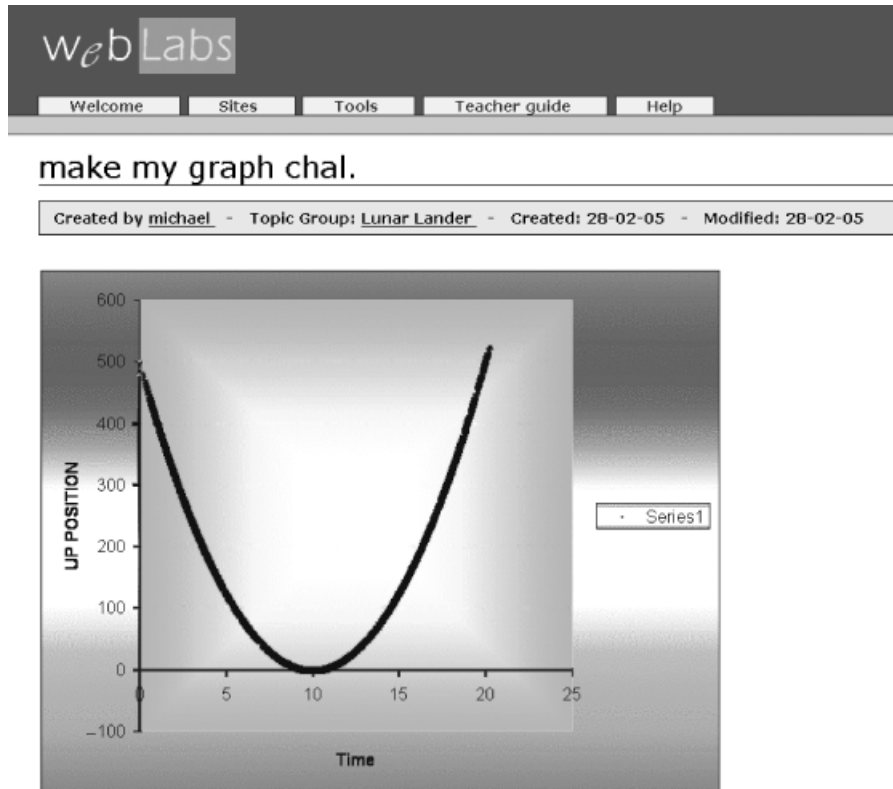 webLabs
Welcome Sites Tools Teacher guide Help
make my graph chal.
Created by michael - Topic Group: Lunar Lander - Created: 28-02-05 - Modified: 28-02-05
600
500
400
300
200
100
0
−100
UP POSITION
0 5 10 15 20 25
Time
Series1